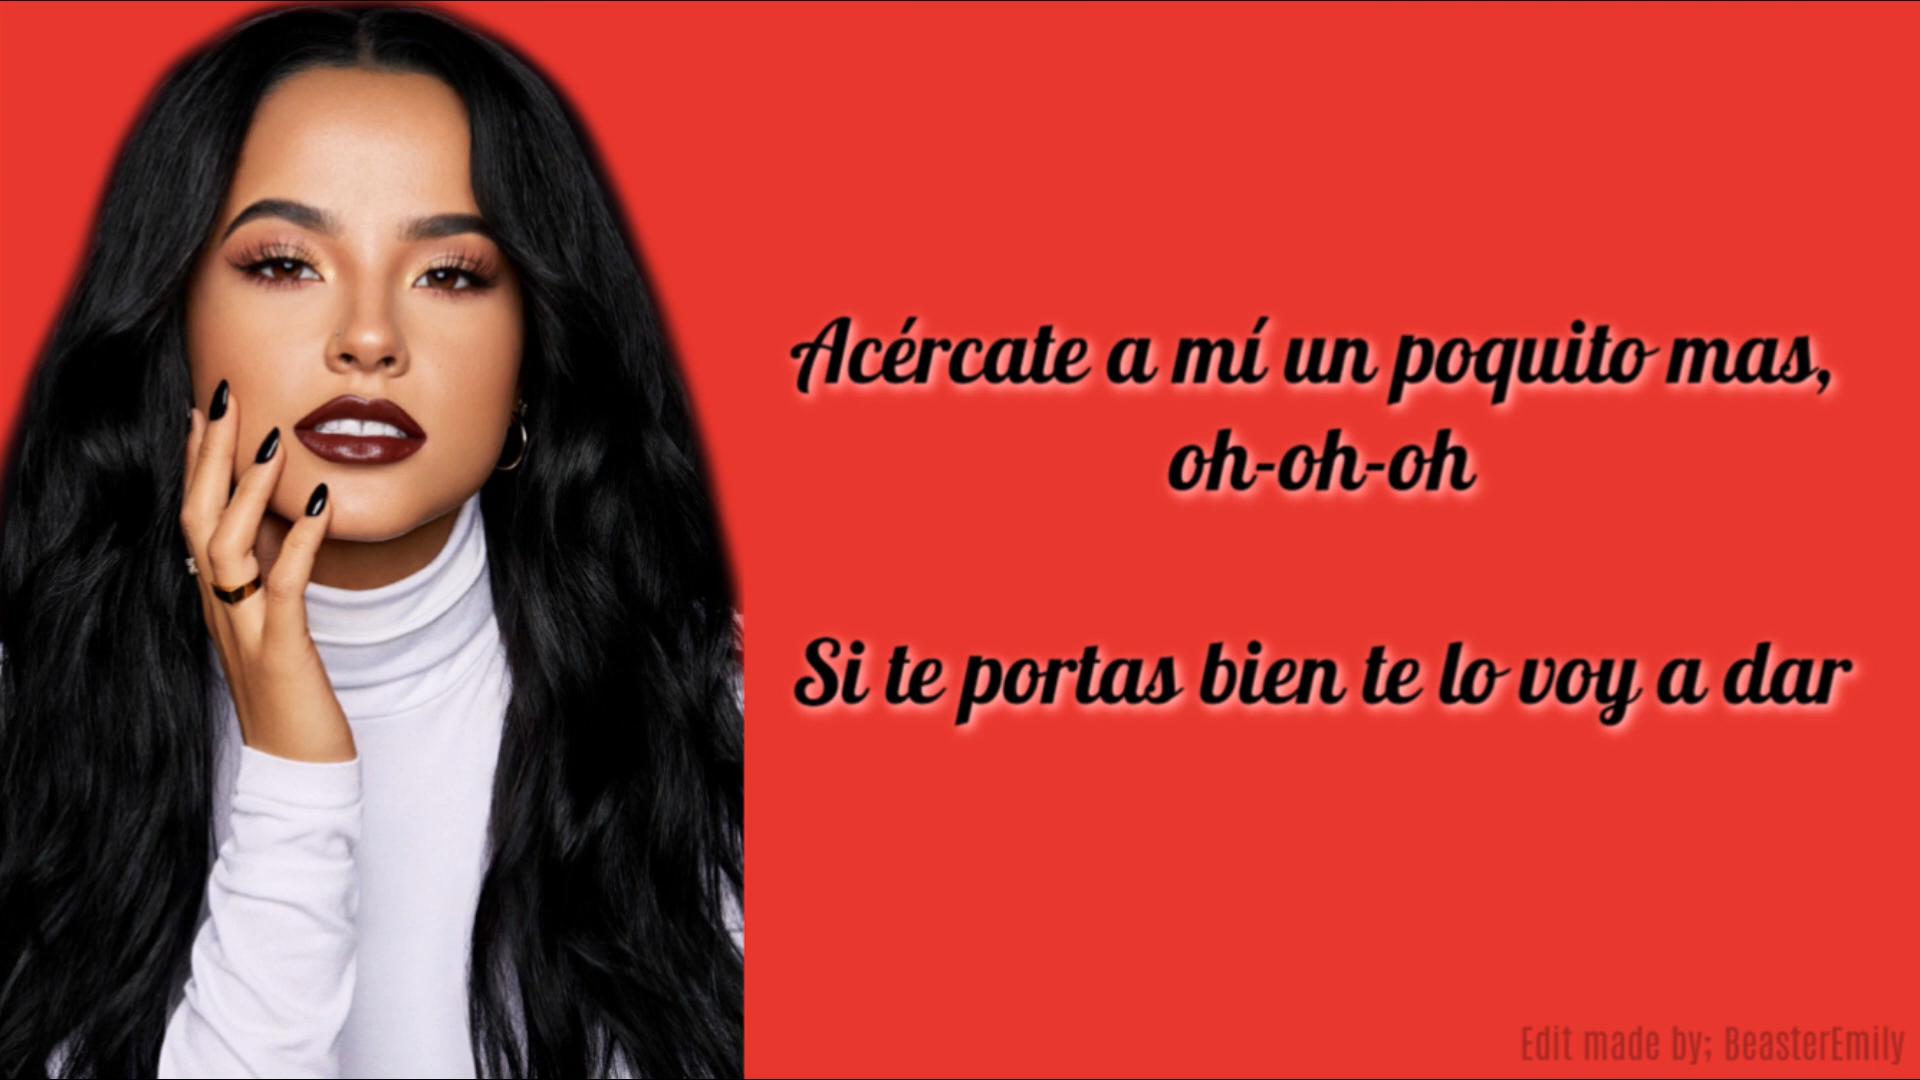 Acércate a mí un poquito mas,
oh-oh-oh
Si te portas bien te lo voy a dar
Edit made by; BeasterEmily